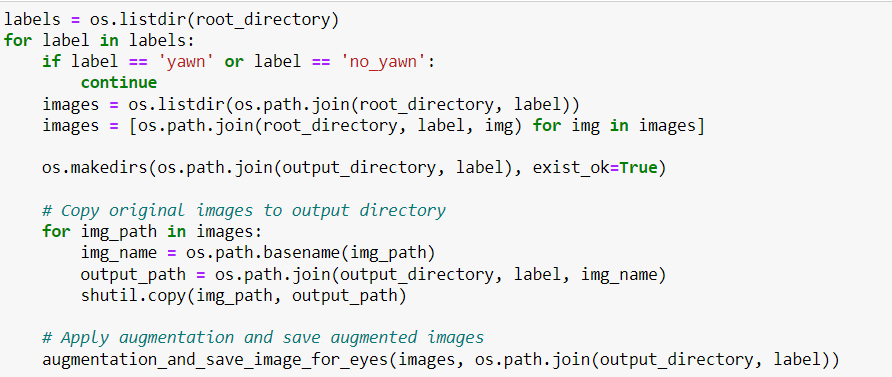 labels = os.listdir(root_directory)
for label in labels:
    if label == 'yawn' or label == 'no_yawn':
        continue
    images = os.listdir(os.path.join(root_directory, label))
    images = [os.path.join(root_directory, label, img) for img in images]

    os.makedirs(os.path.join(output_directory, label), exist_ok=True)

    # Copy original images to output directory
    for img_path in images:
        img_name = os.path.basename(img_path)
        output_path = os.path.join(output_directory, label, img_name)
        shutil.copy(img_path, output_path)

    # Apply augmentation and save augmented images
    augmentation_and_save_image_for_eyes(images, os.path.join(output_directory, label))